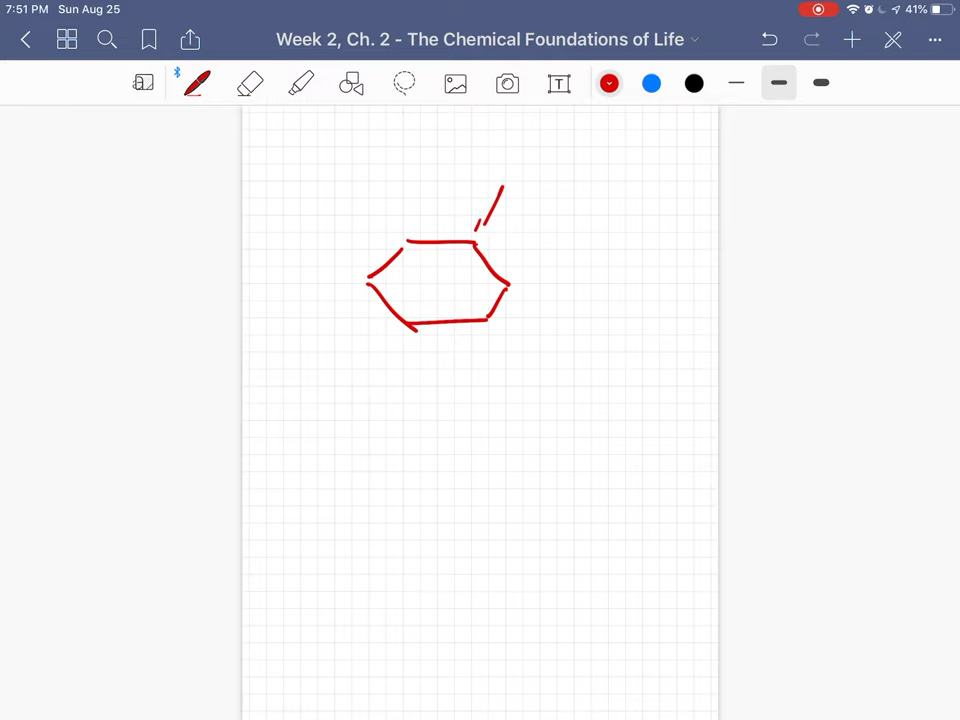 7:51 PM Sun Aug 25
41%
Week 2, Ch. 2 - The Chemical Foundations of Life
T